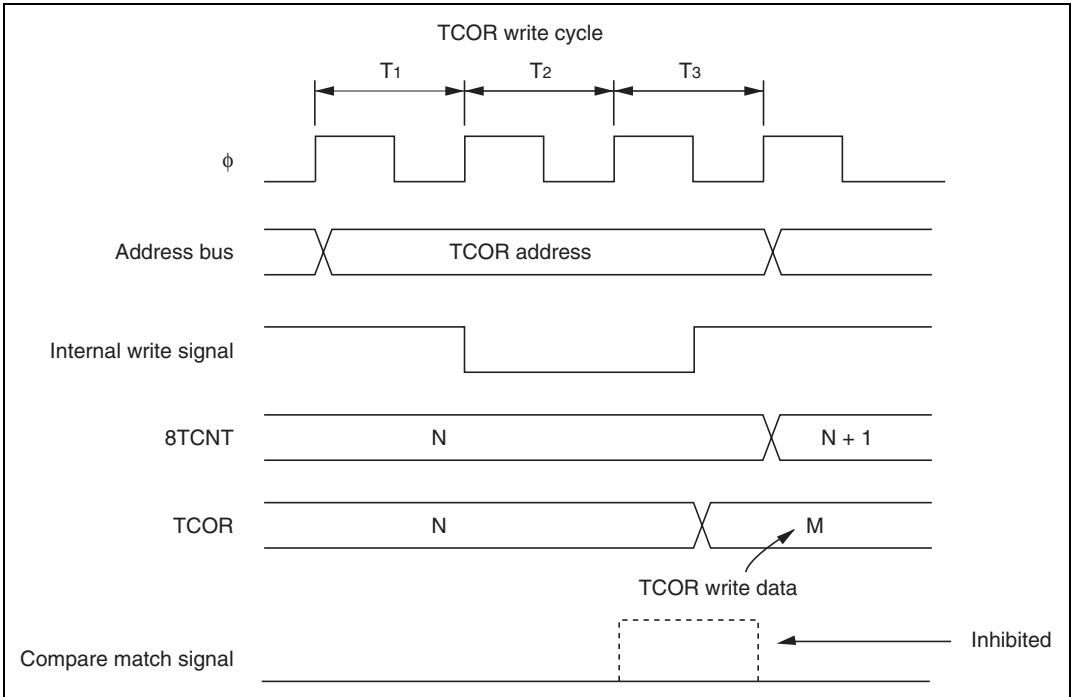 TCOR write cycle
T1 T2 T3
φ
Address bus TCOR address
Internal write signal
8TCNT N N + 1
TCOR N M
TCOR write data
Inhibited
Compare match signal